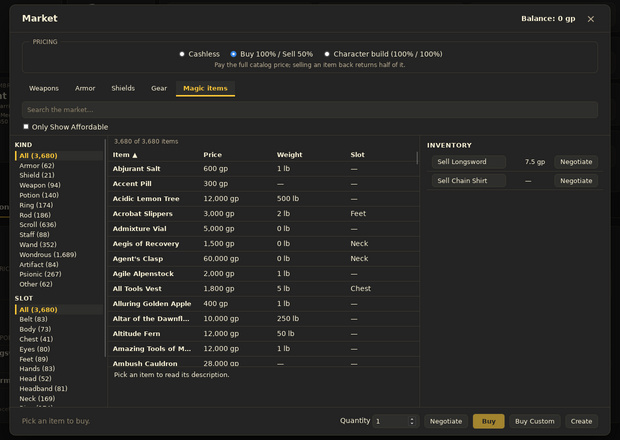 Market
Balance: 0 gp ×
PRICING
Cashless
Buy 100% / Sell 50%
Character build (100% / 100%)
Pay the full catalog price; selling an item back returns half of it.
Weapons Armor Shields Gear Magic items
Search the market...
Only Show Affordable
KIND
All (3,680)
Armor (62)
Shield (21)
Weapon (94)
Potion (140)
Ring (174)
Rod (186)
Scroll (636)
Staff (88)
Wand (352)
Wondrous (1,689)
Artifact (84)
Psionic (267)
Other (62)
SLOT
All (3,680)
Belt (83)
Body (73)
Chest (41)
Eyes (80)
Feet (89)
Hands (83)
Head (52)
Headband (81)
Neck (169)
3,680 of 3,680 items
Item ▲ Price Weight Slot
Abjurant Salt 600 gp 1 lb —
Accent Pill 300 gp — —
Acidic Lemon Tree 12,000 gp 500 lb —
Acrobat Slippers 3,000 gp 2 lb Feet
Admixture Vial 5,000 gp 0 lb —
Aegis of Recovery 1,500 gp 0 lb Neck
Agent's Clasp 60,000 gp 0 lb Neck
Agile Alpenstock 2,000 gp 1 lb —
All Tools Vest 1,800 gp 5 lb Chest
Alluring Golden Apple 400 gp 1 lb —
Altar of the Dawnfl... 10,000 gp 250 lb —
Altitude Fern 12,000 gp 50 lb —
Amazing Tools of M... 12,000 gp 1 lb —
Ambush Cauldron 28,000 gp — —
Pick an item to read its description.
INVENTORY
Sell Longsword 7.5 gp Negotiate
Sell Chain Shirt — Negotiate
Pick an item to buy.
Quantity 1 Negotiate Buy Buy Custom Create